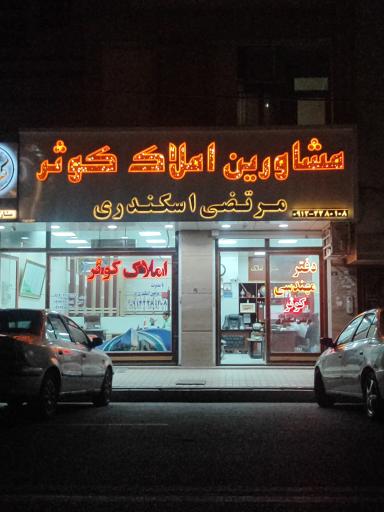 مشاورین املاک کوثر
مرتضی اسکندری
املاک کوثر
دفتر
مهندسی
کوثر